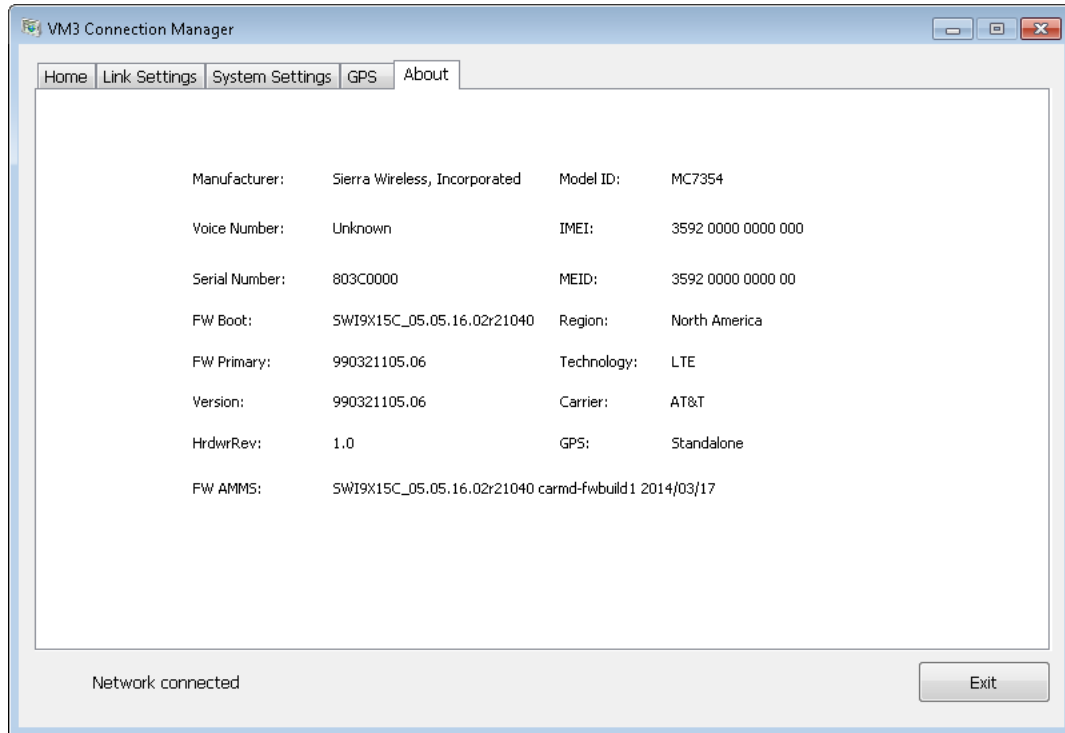 VM3 Connection Manager
Home Link Settings System Settings GPS About
Manufacturer: Sierra Wireless, Incorporated Model ID: MC7354
Voice Number: Unknown IMEI: 3592 0000 0000 000
Serial Number: 803C0000 MEID: 3592 0000 0000 00
FW Boot: SWI9X15C_05.05.16.02r21040 Region: North America
FW Primary: 990321105.06 Technology: LTE
Version: 990321105.06 Carrier: AT&T
HrdwrRev: 1.0 GPS: Standalone
FW AMMS: SWI9X15C_05.05.16.02r21040 carmd-fwbuild1 2014/03/17
Network connected Exit